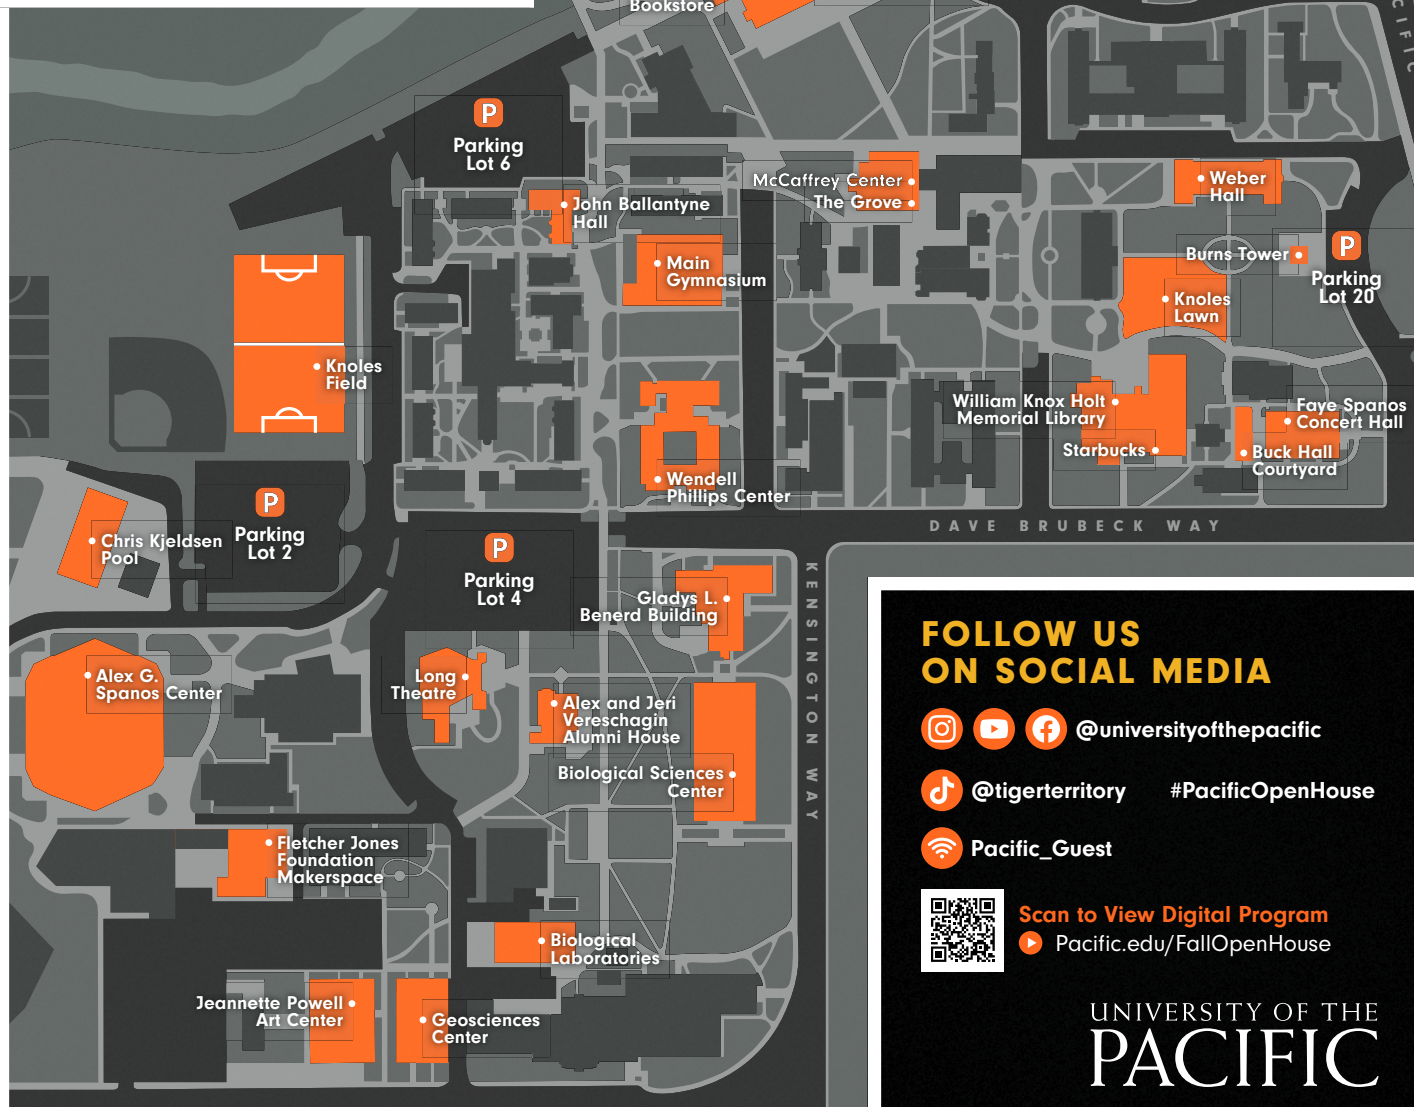 Bookstore
CIFIC
P
Parking
Lot 6
McCaffrey Center
The Grove
Weber
Hall
John Ballantyne
Hall
Main
Gymnasium
Burns Tower
P
Parking
Lot 20
Knoles
Lawn
Knoles
Field
William Knox Holt
Memorial Library
Starbucks
Faye Spanos
Concert Hall
Buck Hall
Courtyard
Wendell
Phillips Center
P
Parking
Lot 2
Chris Kjeldsen
Pool
DAVE BRUBECK WAY
P
Parking
Lot 4
KENSINGTON WAY
Gladys L.
Benerd Building
Alex G.
Spanos Center
Long
Theatre
Alex and Jeri
Vereschagin
Alumni House
Biological Sciences
Center
Fletcher Jones
Foundation
Makerspace
Biological
Laboratories
Jeannette Powell
Art Center
Geosciences
Center
FOLLOW US
ON SOCIAL MEDIA
@universityofthepacific
@tigerterritory #PacificOpenHouse
Pacific_Guest
Scan to View Digital Program
Pacific.edu/FallOpenHouse
UNIVERSITY OF THE
PACIFIC